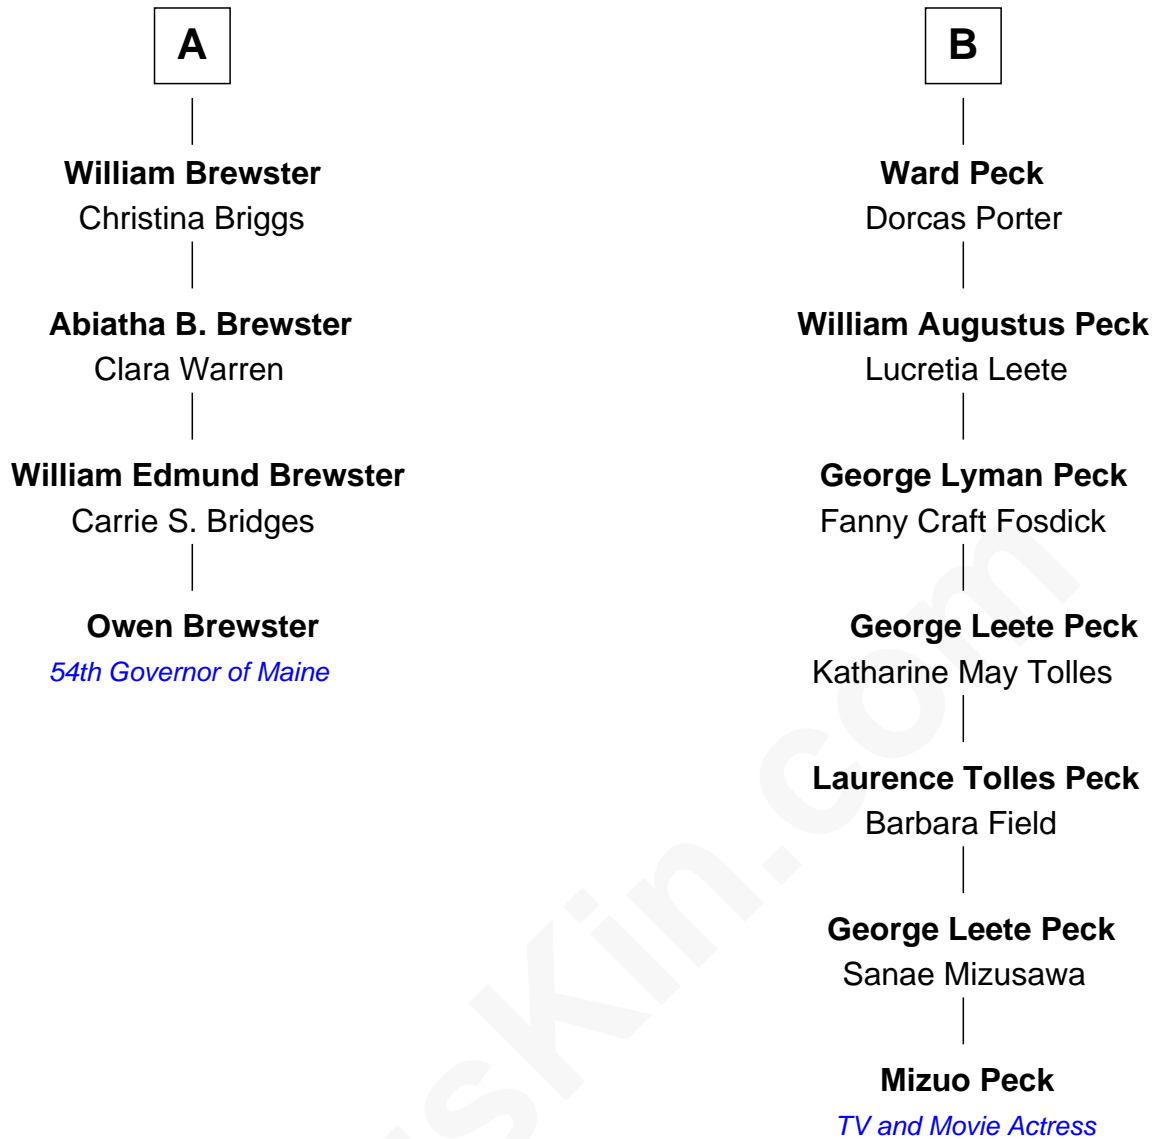 A
William Brewster
Christina Briggs
Abiatha B. Brewster
Clara Warren
William Edmund Brewster
Carrie S. Bridges
Owen Brewster
54th Governor of Maine
B
Ward Peck
Dorcas Porter
William Augustus Peck
Lucretia Leete
George Lyman Peck
Fanny Craft Fosdick
George Leete Peck
Katharine May Tolles
Laurence Tolles Peck
Barbara Field
George Leete Peck
Sanae Mizusawa
Mizuo Peck
TV and Movie Actress
sKin.com